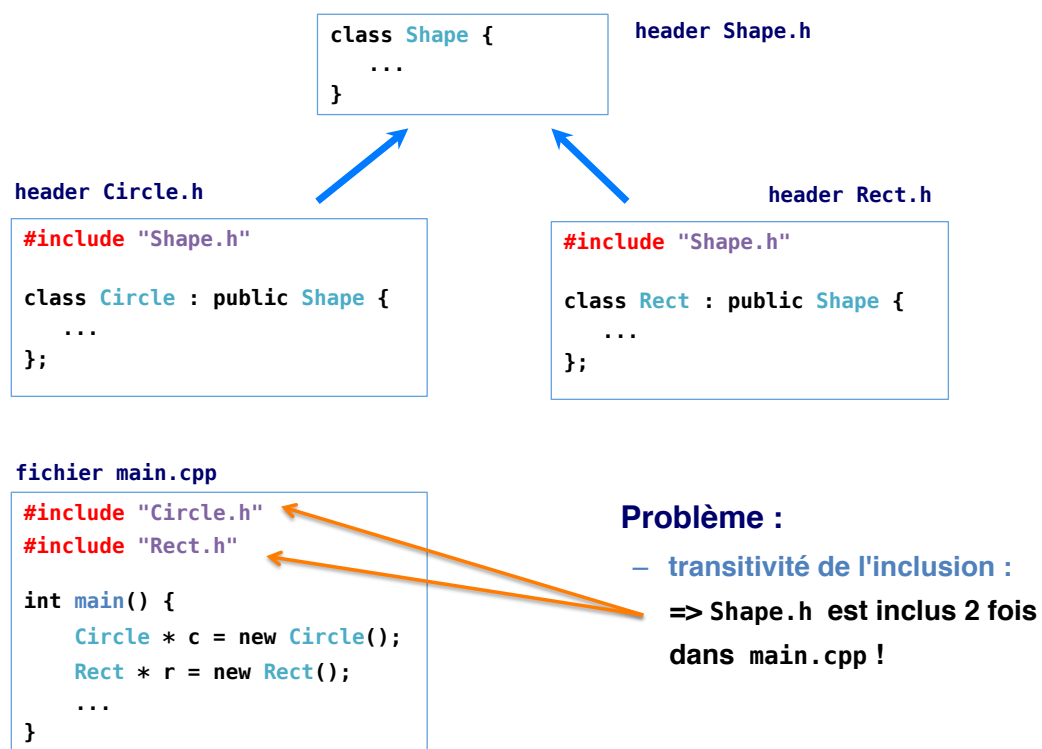 class Shape {
...
}
header Shape.h
header Circle.h
#include "Shape.h"
class Circle : public Shape {
...
};
header Rect.h
#include "Shape.h"
class Rect : public Shape {
...
};
fichier main.cpp
#include "Circle.h"
#include "Rect.h"
int main() {
Circle * c = new Circle();
Rect * r = new Rect();
...
}
Problème :
– transitivité de l'inclusion :
=> Shape.h est inclus 2 fois
dans main.cpp !